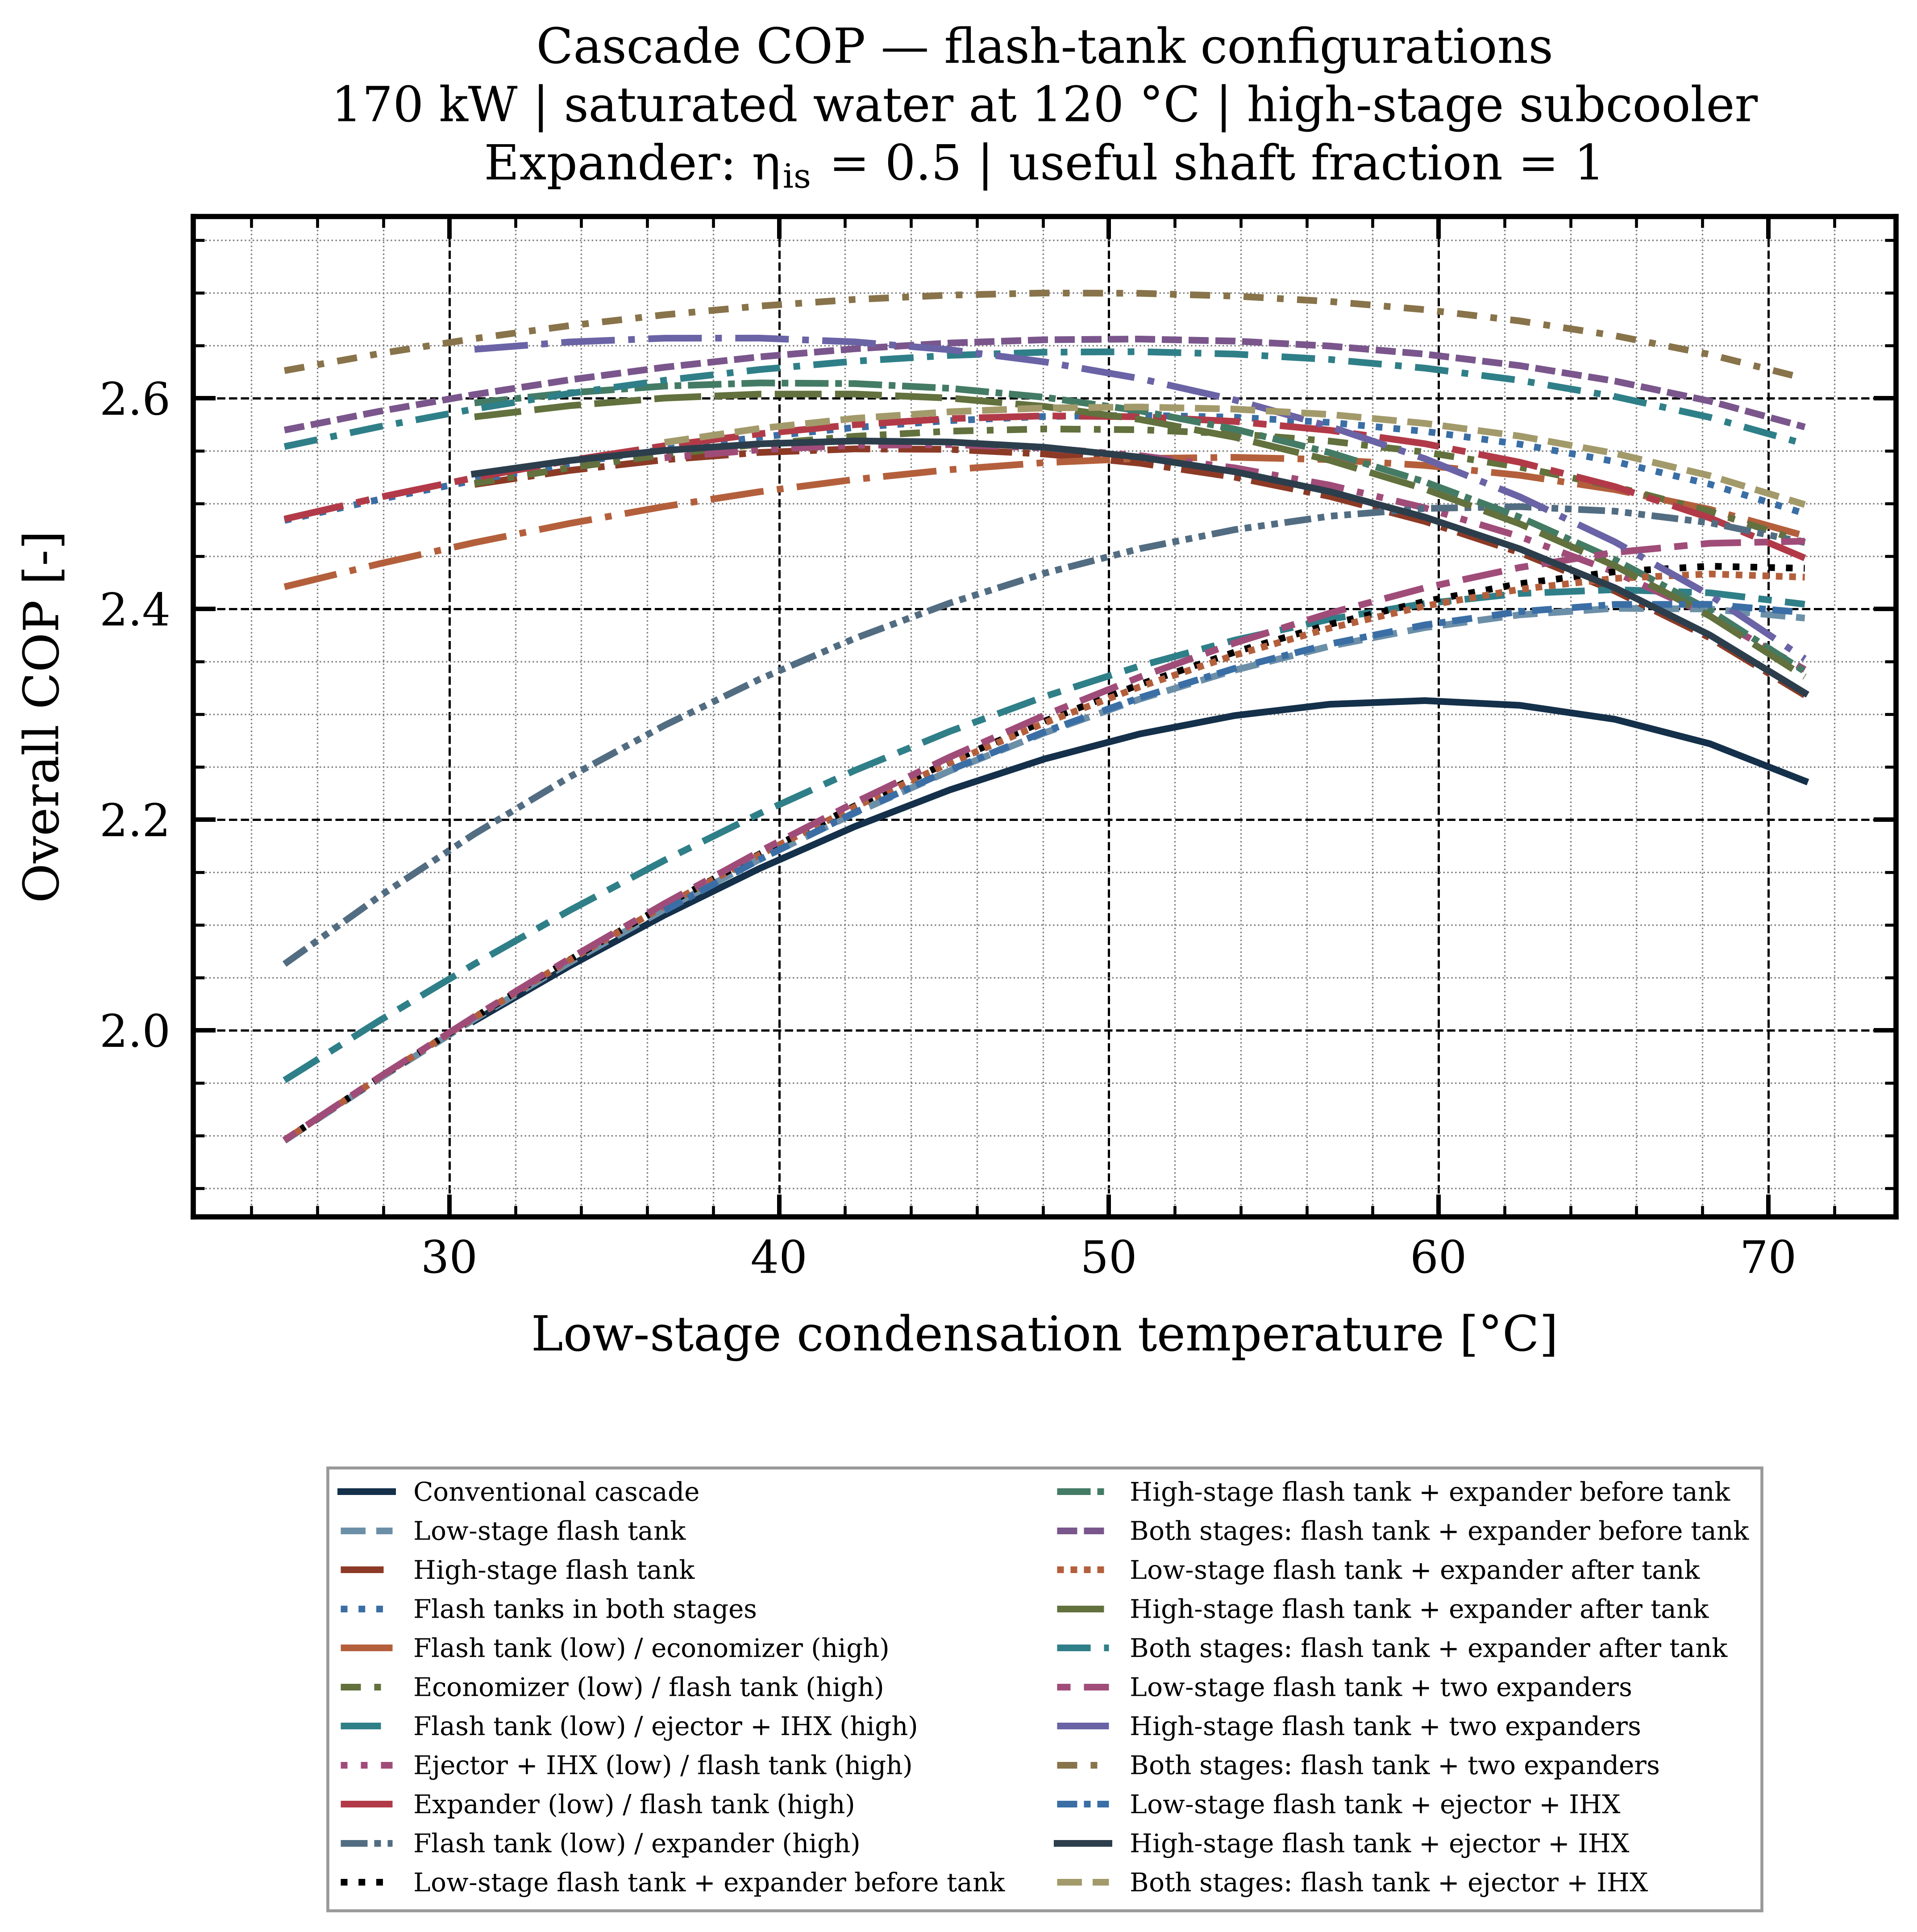 Cascade COP — flash-tank configurations
170 kW | saturated water at 120 °C | high-stage subcooler
Expander: ηis = 0.5 | useful shaft fraction = 1
Overall COP [-]
2.6
2.4
2.2
2.0
30 40 50 60 70
Low-stage condensation temperature [°C]
Conventional cascade
Low-stage flash tank
High-stage flash tank
Flash tanks in both stages
Flash tank (low) / economizer (high)
Economizer (low) / flash tank (high)
Flash tank (low) / ejector + IHX (high)
Ejector + IHX (low) / flash tank (high)
Expander (low) / flash tank (high)
Flash tank (low) / expander (high)
Low-stage flash tank + expander before tank
High-stage flash tank + expander before tank
Both stages: flash tank + expander before tank
Low-stage flash tank + expander after tank
High-stage flash tank + expander after tank
Both stages: flash tank + expander after tank
Low-stage flash tank + two expanders
High-stage flash tank + two expanders
Both stages: flash tank + two expanders
Low-stage flash tank + ejector + IHX
High-stage flash tank + ejector + IHX
Both stages: flash tank + ejector + IHX